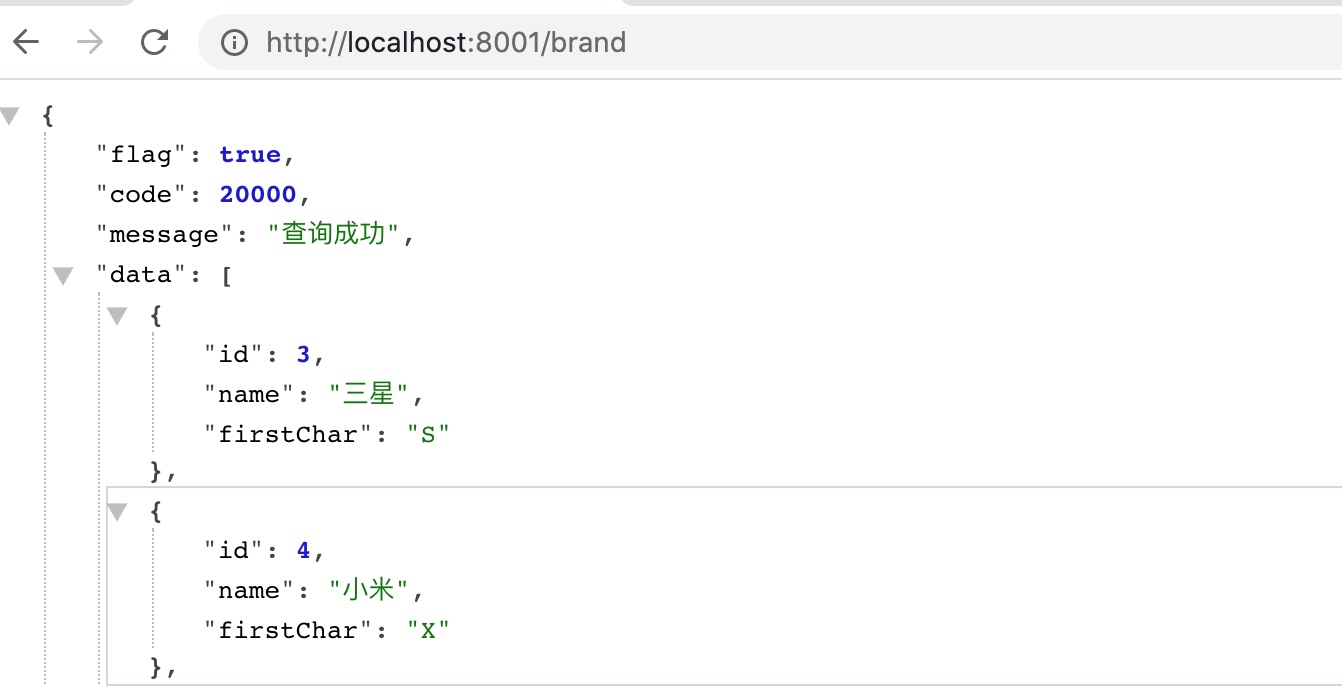 http://localhost:8001/brand
{
"flag": true,
"code": 20000,
"message": "查询成功",
"data": [
{
"id": 3,
"name": "三星",
"firstChar": "S"
},
{
"id": 4,
"name": "小米",
"firstChar": "X"
},